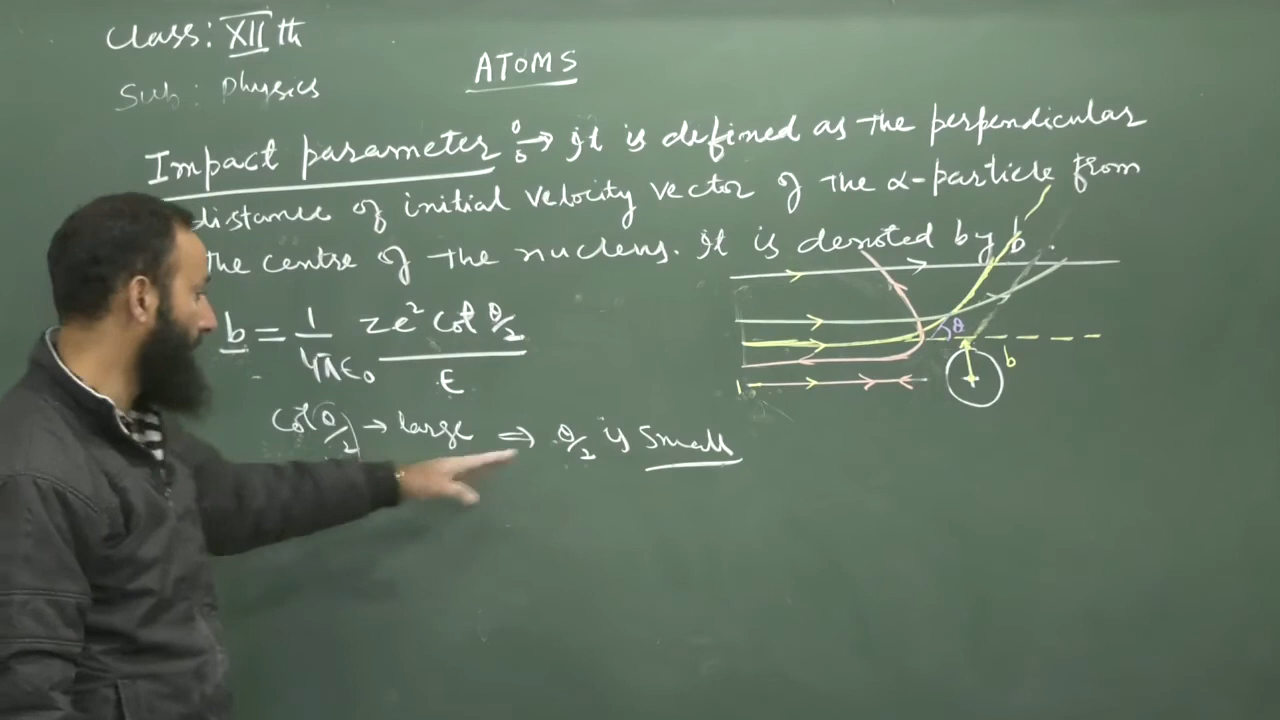 Class: XII th
Sub: Physics
ATOMS
Impact parameter : → It is defined as the perpendicular
distance of initial velocity vector of the α-particle from
the centre of the nucleus. It is denoted by b.
b = 1/4πε₀ ze² cot θ/2 / E
cot(θ/2) → large ⇒ θ/2 is small
θ
b